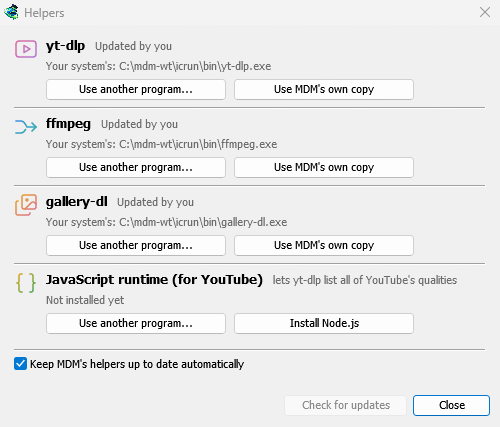 Helpers
yt-dlp Updated by you
Your system's: C:\mdm-wt\icrun\bin\yt-dlp.exe
Use another program... Use MDM's own copy
ffmpeg Updated by you
Your system's: C:\mdm-wt\icrun\bin\ffmpeg.exe
Use another program... Use MDM's own copy
gallery-dl Updated by you
Your system's: C:\mdm-wt\icrun\bin\gallery-dl.exe
Use another program... Use MDM's own copy
JavaScript runtime (for YouTube) lets yt-dlp list all of YouTube's qualities
Not installed yet
Use another program... Install Node.js
Keep MDM's helpers up to date automatically
Check for updates Close